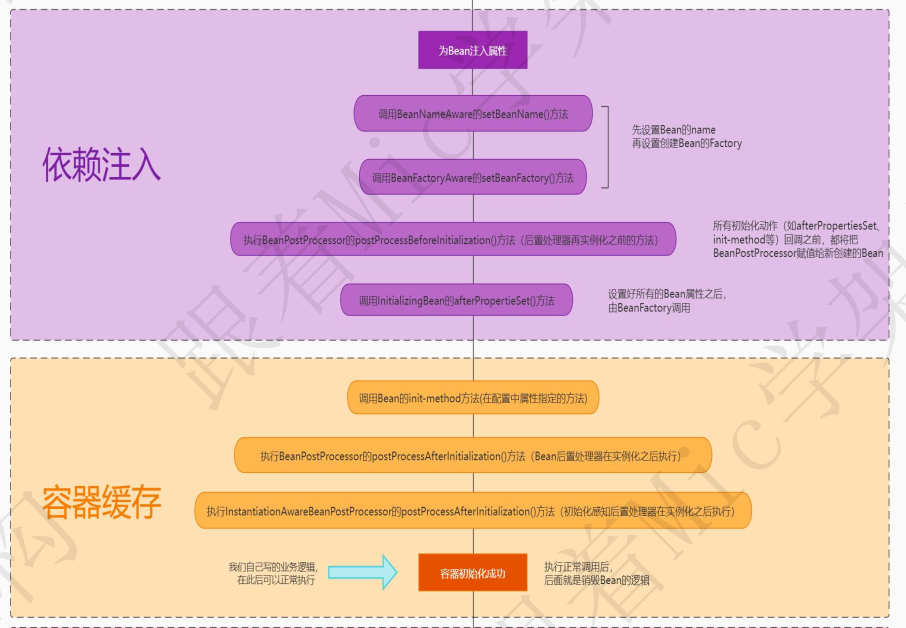 为Bean注入属性
调用BeanNameAware的setBeanName()方法
先设置Bean的name
再设置创建Bean的Factory
依赖注入
调用BeanFactoryAware的setBeanFactory()方法
执行BeanPostProcessor的postProcessBeforeInitialization()方法（后置处理器再实例化之前的方法）
所有初始化动作（如afterPropertiesSet、
init-method等）回调之前，都将把
BeanPostProcessor赋值给新创建的Bean
调用InitializingBean的afterPropertieSet()方法
设置好所有的Bean属性之后，
由BeanFactory调用
调用Bean的init-method方法(在配置中属性指定的方法)
执行BeanPostProcessor的postProcessAfterInitialization()方法（Bean后置处理器在实例化之后执行）
容器缓存
执行InstantiationAwareBeanPostProcessor的postProcessAfterInitialization()方法（初始化感知后置处理器在实例化之后执行）
我们自己写的业务逻辑，
在此后可以正常执行
容器初始化成功
执行正常调用后，
后面就是销毁Bean的逻辑
跟着Mic学架
跟着Mic学架
构